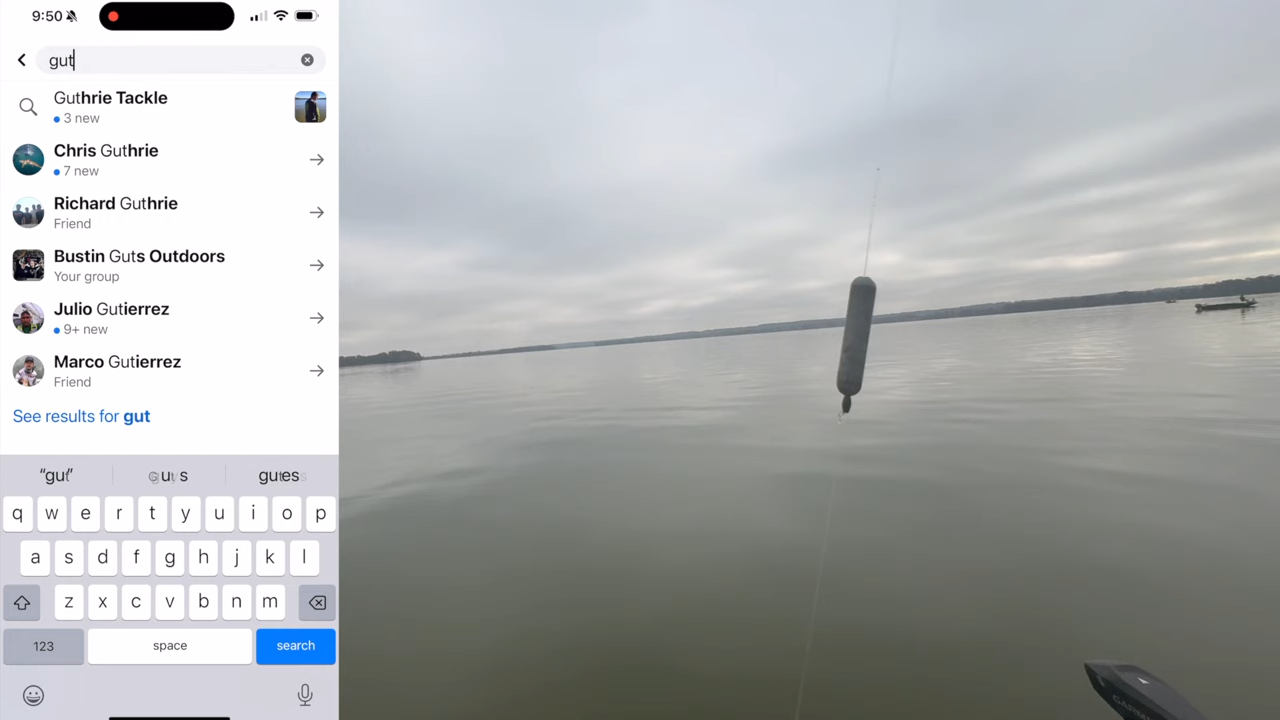 9:50
gut
Guthrie Tackle
3 new
Chris Guthrie
7 new
Richard Guthrie
Friend
Bustin Guts Outdoors
Your group
Julio Gutierrez
9+ new
Marco Gutierrez
Friend
See results for gut
q w e r t y u i o p
a s d f g h j k l
z x c v b n m
123 space search